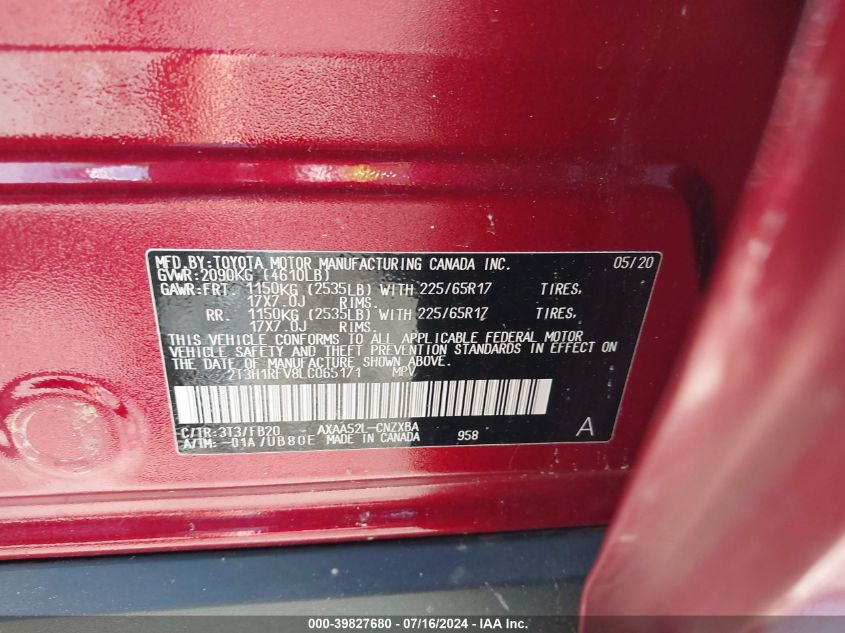 MFD.BY:TOYOTA MOTOR MANUFACTURING CANADA INC. 05/20
GVWR:2090KG (4610LB)
GAWR:FRT. 1150KG (2535LB) WITH 225/65R17 TIRES,
17X7.0J RIMS.
RR. 1150KG (2535LB) WITH 225/65R17 TIRES,
17X7.0J RIMS.
THIS VEHICLE CONFORMS TO ALL APPLICABLE FEDERAL MOTOR
VEHICLE SAFETY AND THEFT PREVENTION STANDARDS IN EFFECT ON
THE DATE OF MANUFACTURE SHOWN ABOVE.
2T3H1RFV8LC065171 MPV
C/TR:3T3/FB20 AXAA52L-CNZXBA
A/TM: -01A/UB80E MADE IN CANADA 958 A
000-39827680 - 07/16/2024 - IAAI.com